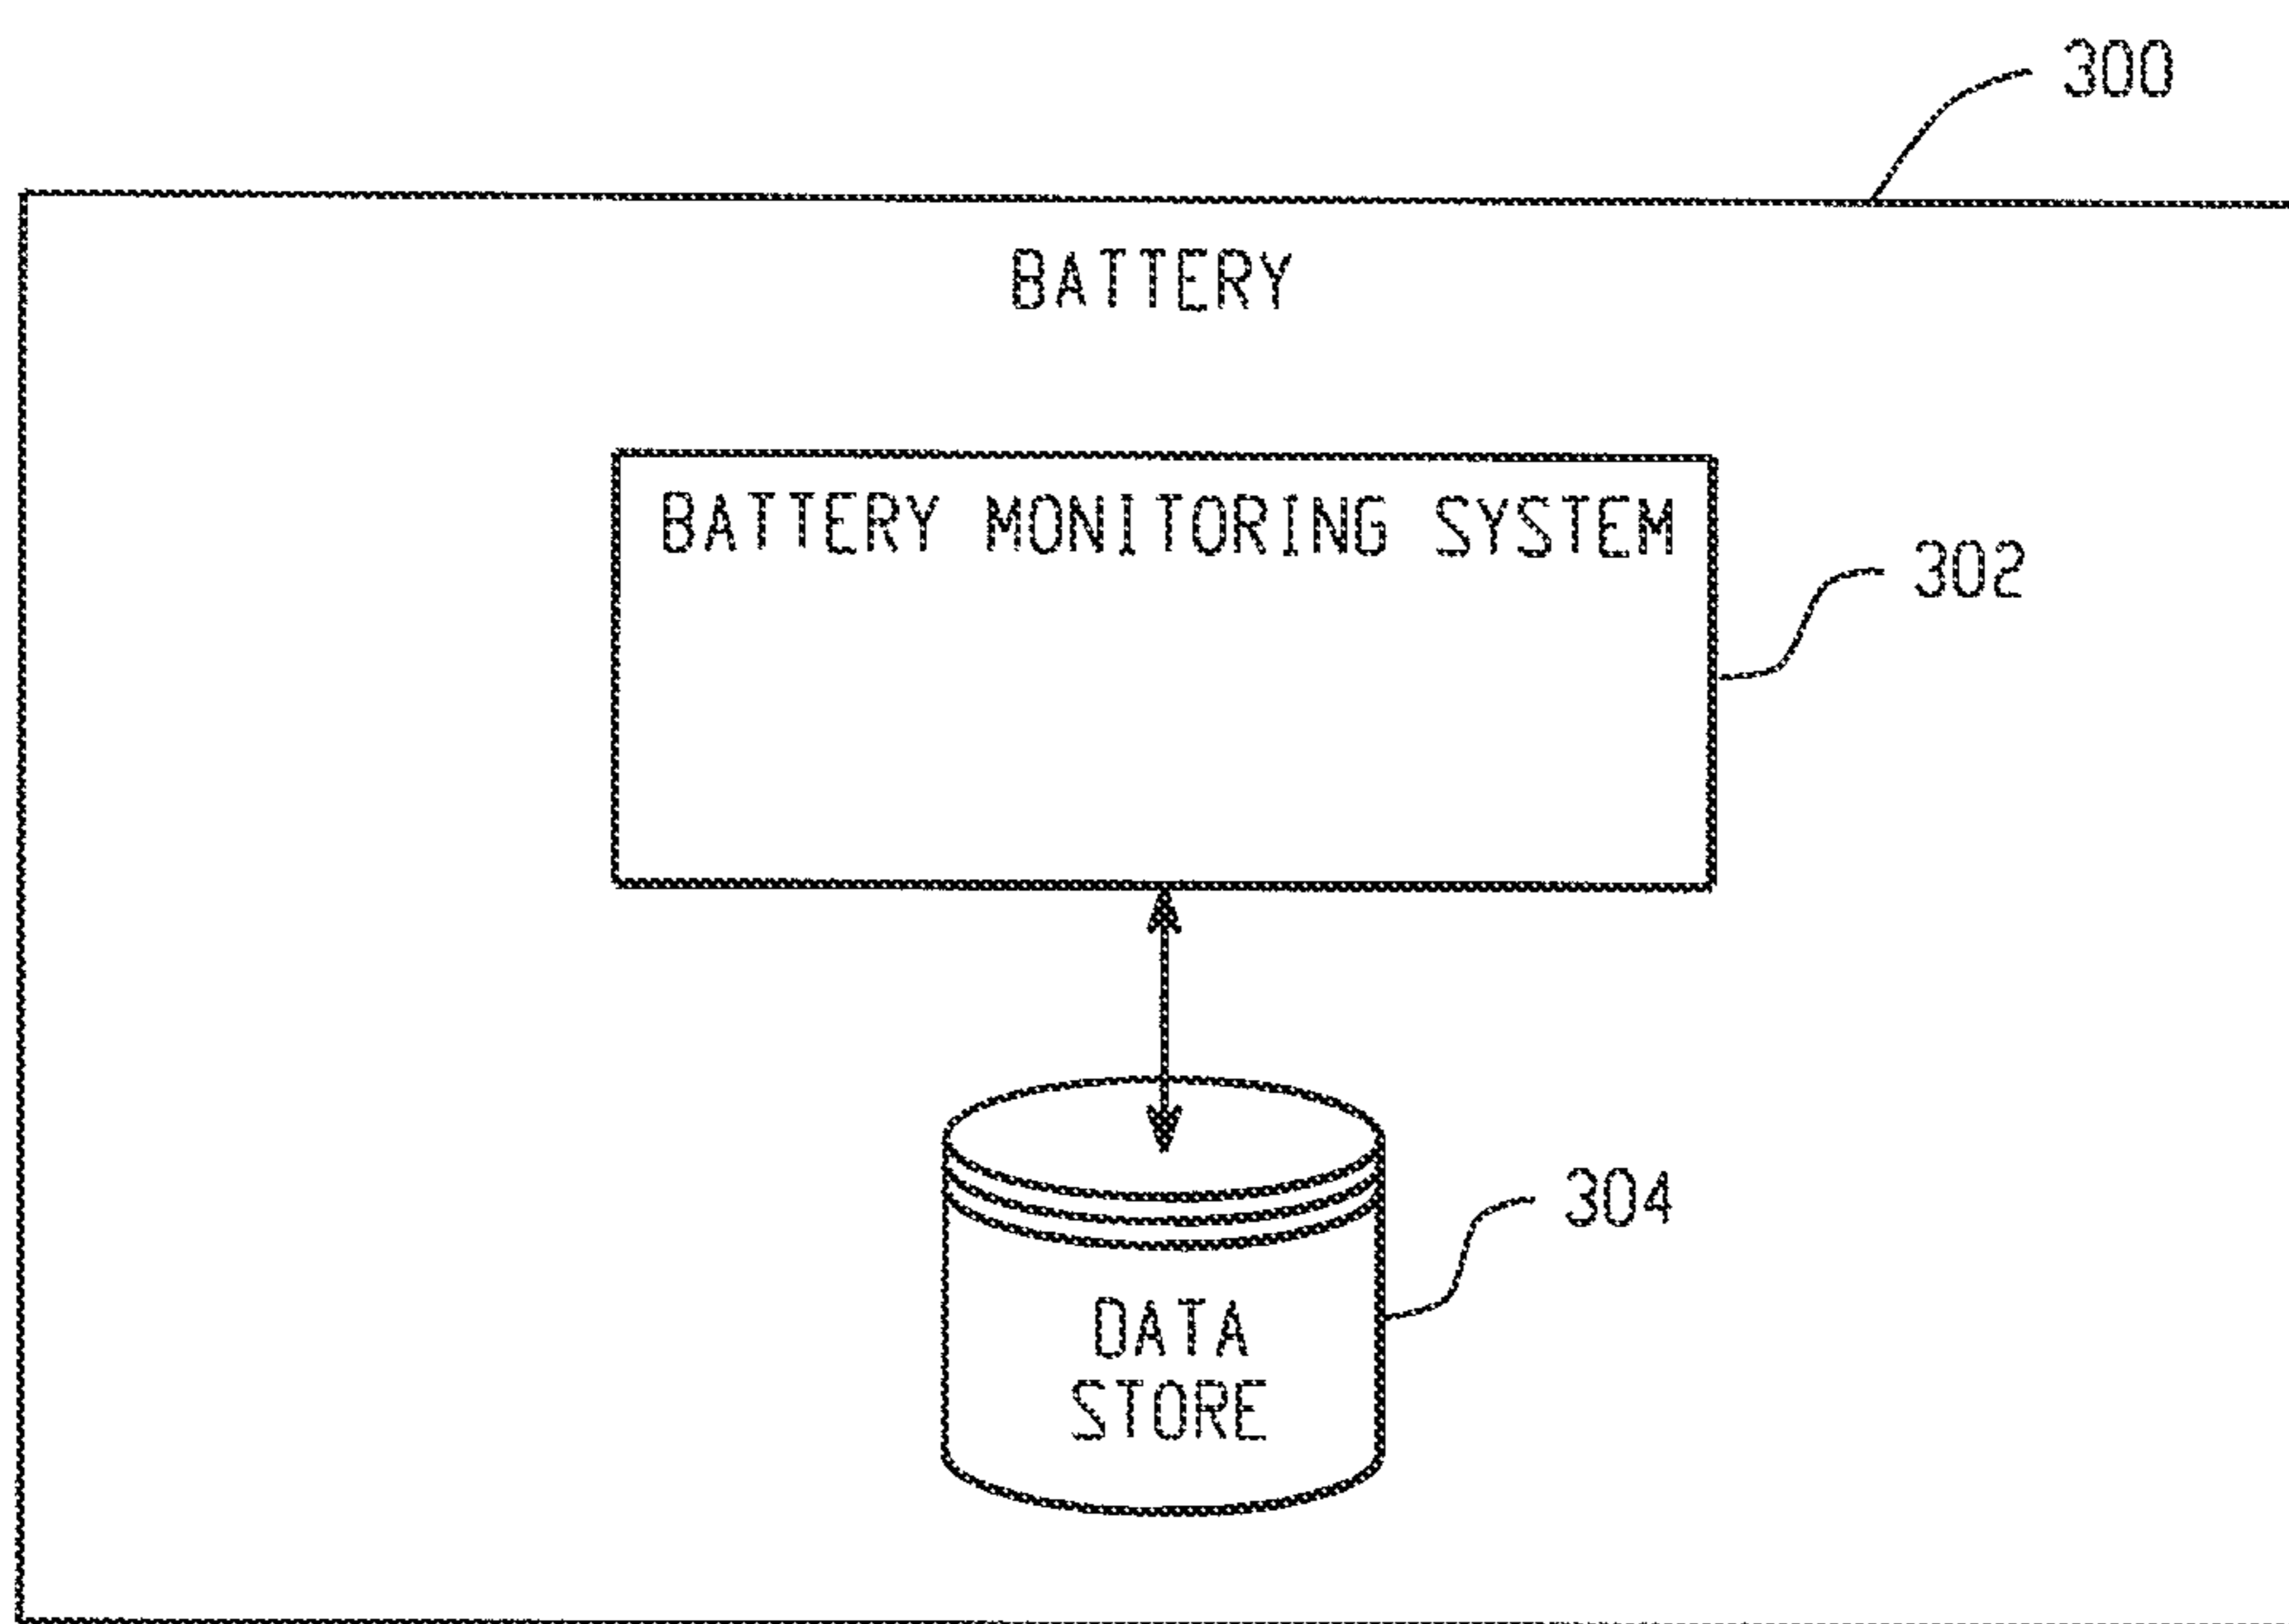 300
BATTERY
BATTERY MONITORING SYSTEM
302
304
DATA
STORE